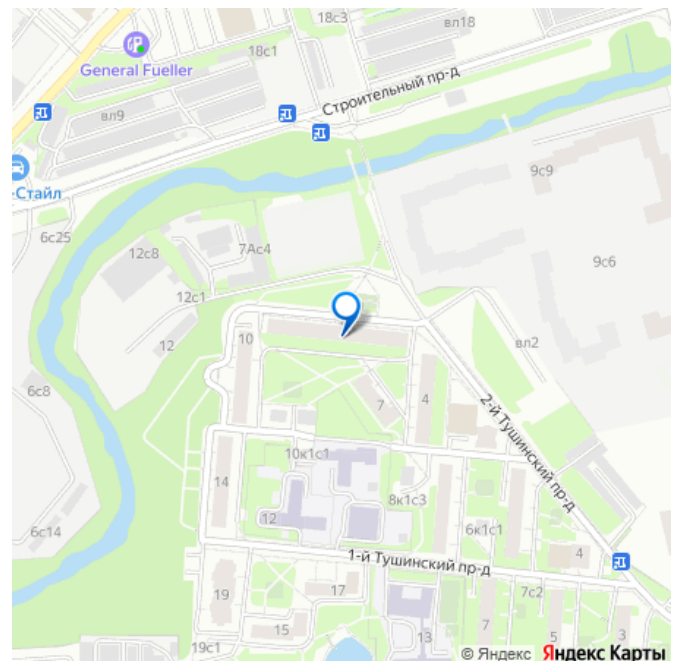 18с3
вл18
18с1
General Fueller
вл9
Строительный пр-д
-Стайл
9с9
6с25
7Ас4
12с8
9с6
12с1
10
12
вл2
6с8
7
4
2-й Тушинский пр-д
10к1с1
14
8к1с3
12
6с14
6к1с1
1-й Тушинский пр-д
4
7с2
19
17
15
13
7
5
3
19с1
© Яндекс Яндекс Карты